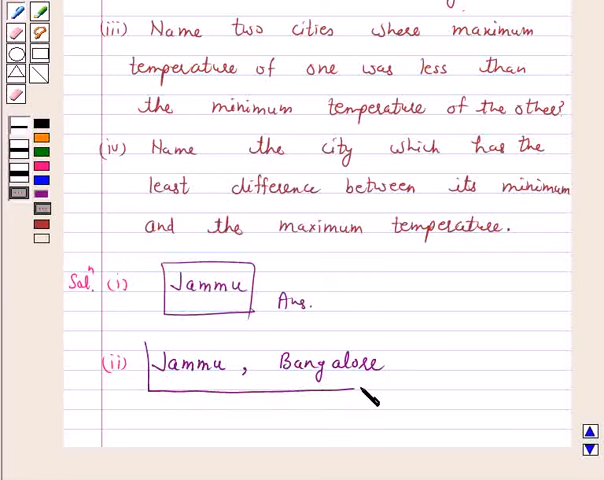 (iii) Name two cities where maximum
temperature of one was less than
the minimum temperature of the other?
(iv) Name the city which has the
least difference between its minimum
and the maximum temperature.
Solⁿ. (i) Jammu Ans.
(ii) Jammu, Bangalore